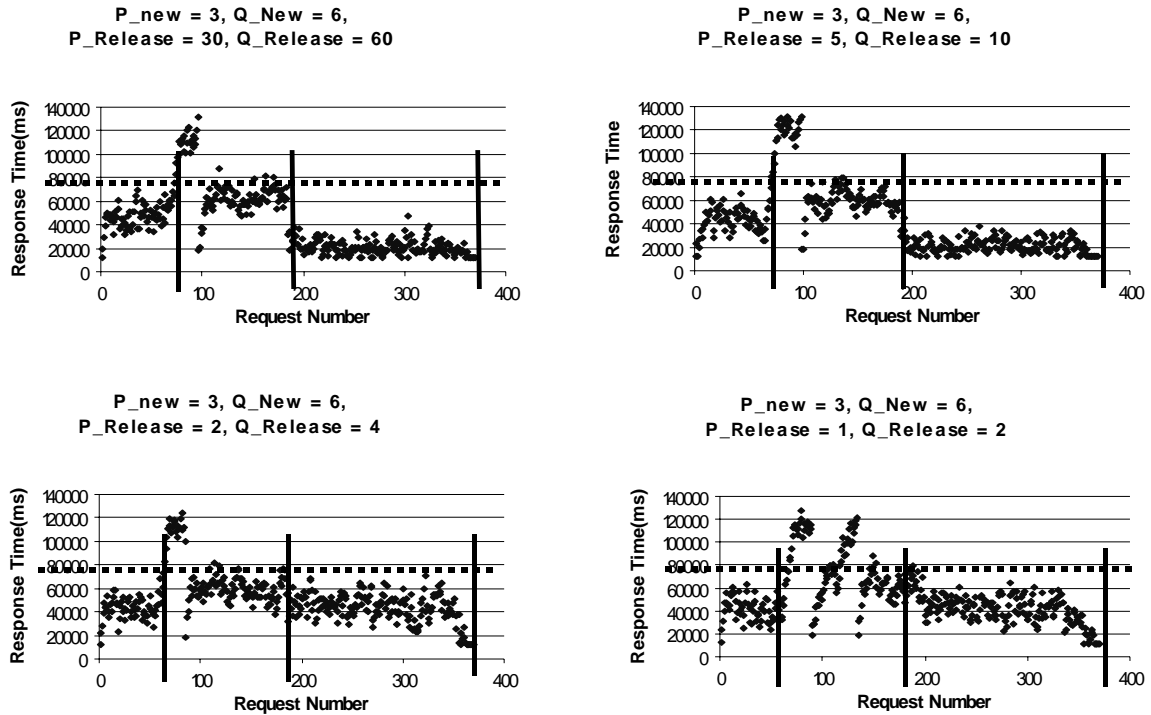 P_new = 3, Q_New = 6,
P_Release = 30, Q_Release = 60
Response Time(ms)
140000
120000
100000
80000
60000
40000
20000
0
0 100 200 300 400
Request Number
P_new = 3, Q_New = 6,
P_Release = 5, Q_Release = 10
Response Time
140000
120000
100000
80000
60000
40000
20000
0
0 100 200 300 400
Request Number
P_new = 3, Q_New = 6,
P_Release = 2, Q_Release = 4
Response Time(ms)
140000
120000
100000
80000
60000
40000
20000
0
0 100 200 300 400
Request Number
P_new = 3, Q_New = 6,
P_Release = 1, Q_Release = 2
Response Time(ms)
140000
120000
100000
80000
60000
40000
20000
0
0 100 200 300 400
Request Number